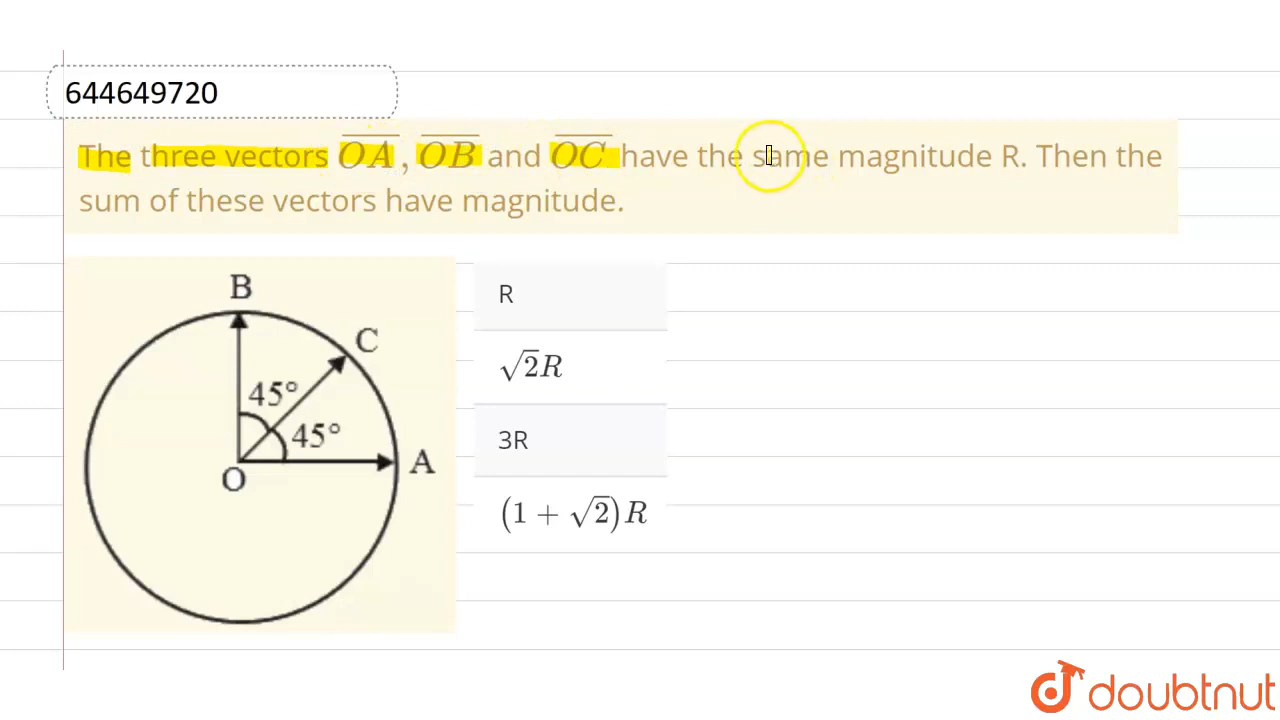 644649720
The three vectors $\overline{OA}, \overline{OB}$ and $\overline{OC}$ have the same magnitude R. Then the
sum of these vectors have magnitude.
B
C
45°
45°
A
O
R
$\sqrt{2}R$
3R
$(1+\sqrt{2})R$
doubtnut